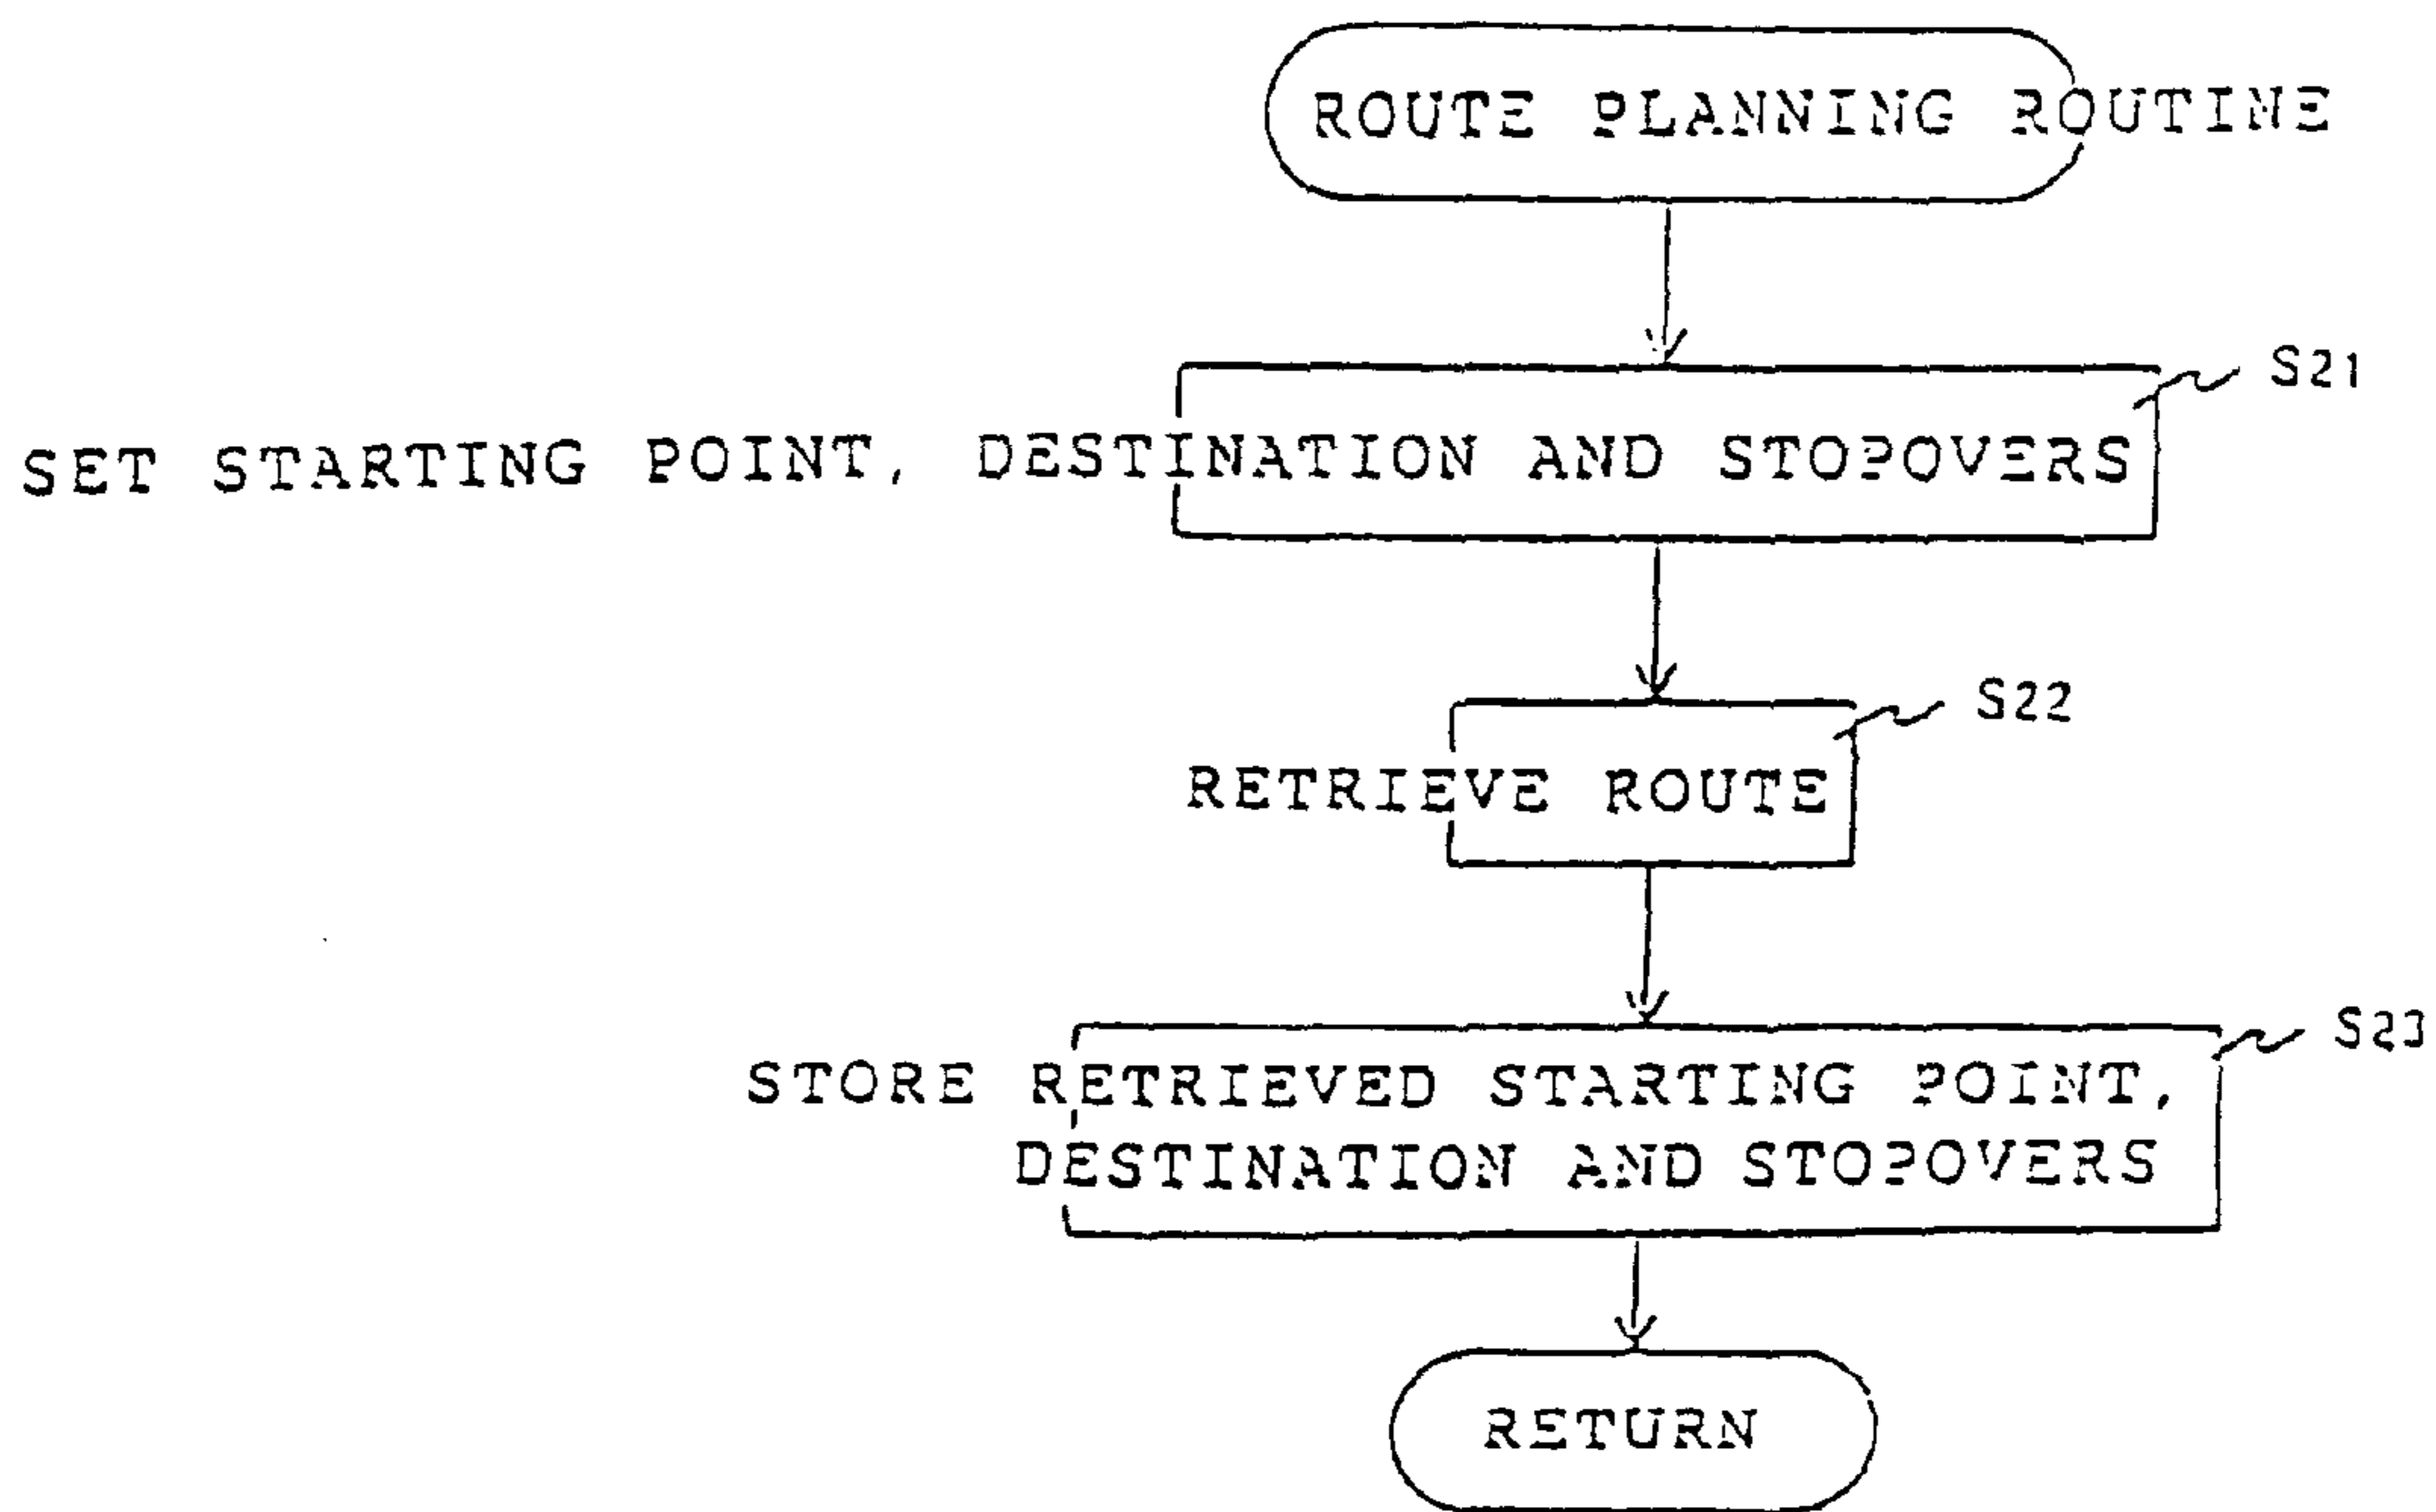 ROUTE PLANNING ROUTINE
S21
SET STARTING POINT, DESTINATION AND STOPOVERS
S22
RETRIEVE ROUTE
S23
STORE RETRIEVED STARTING POINT,
DESTINATION AND STOPOVERS
RETURN